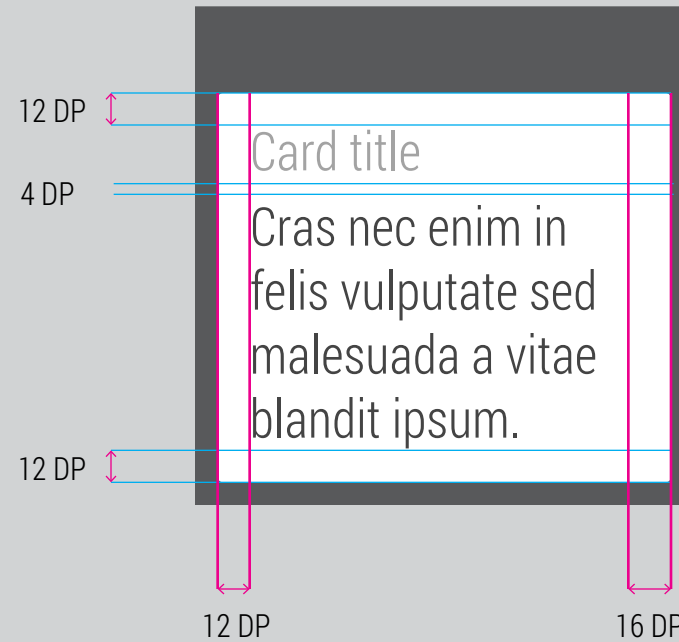 12 DP
Card title
4 DP
Cras nec enim in
felis vulputate sed
malesuada a vitae
blandit ipsum.
12 DP
12 DP
16 DP